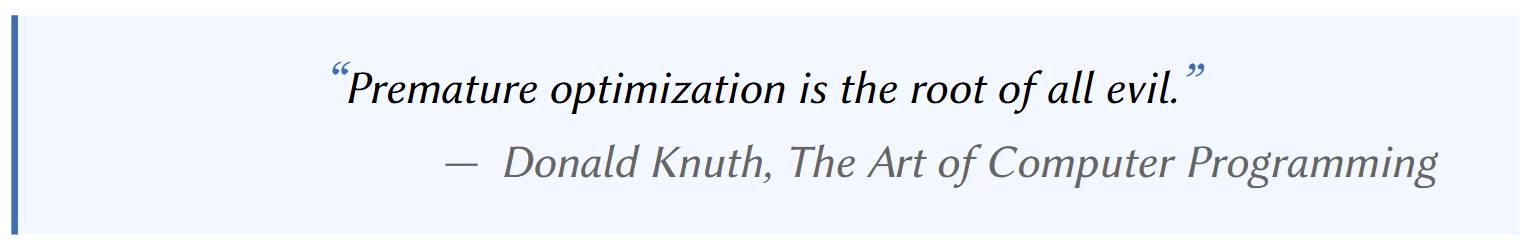 “Premature optimization is the root of all evil.”
— Donald Knuth, The Art of Computer Programming